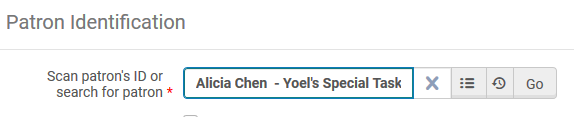 Patron Identification
Scan patron's ID or
search for patron *
Alicia Chen - Yoel's Special Task
Go